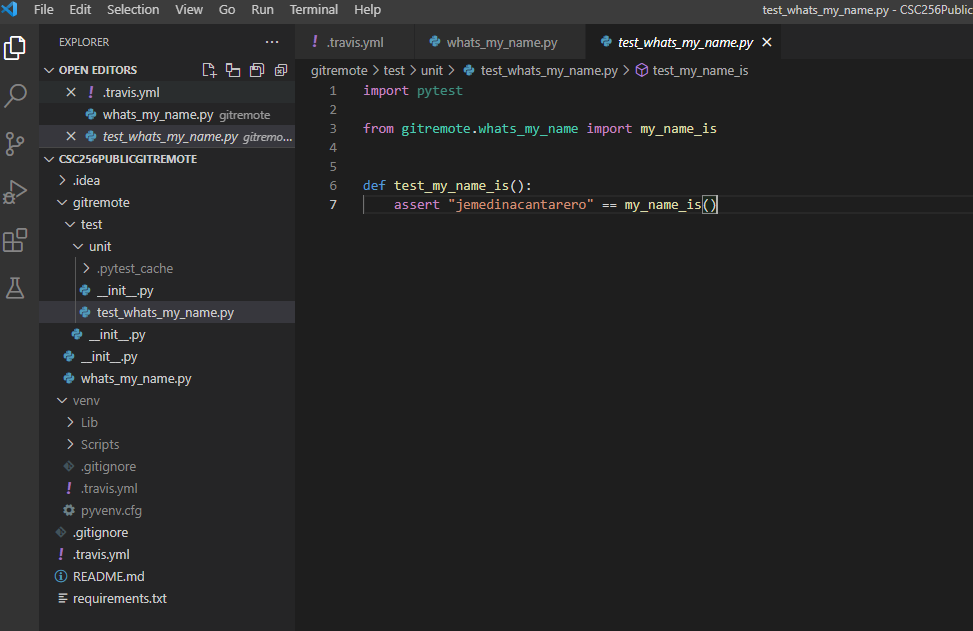 File Edit Selection View Go Run Terminal Help test_whats_my_name.py - CSC256Public
EXPLORER ... ! .travis.yml whats_my_name.py test_whats_my_name.py ×
OPEN EDITORS
× ! .travis.yml
whats_my_name.py gitremote
× test_whats_my_name.py gitremo...
CSC256PUBLICGITREMOTE
.idea
gitremote
test
unit
.pytest_cache
__init__.py
test_whats_my_name.py
__init__.py
__init__.py
whats_my_name.py
venv
Lib
Scripts
.gitignore
! .travis.yml
pyvenv.cfg
.gitignore
! .travis.yml
README.md
requirements.txt
gitremote > test > unit > test_whats_my_name.py > test_my_name_is
1 import pytest
2
3 from gitremote.whats_my_name import my_name_is
4
5
6 def test_my_name_is():
7 assert "jemedinacantarero" == my_name_is()